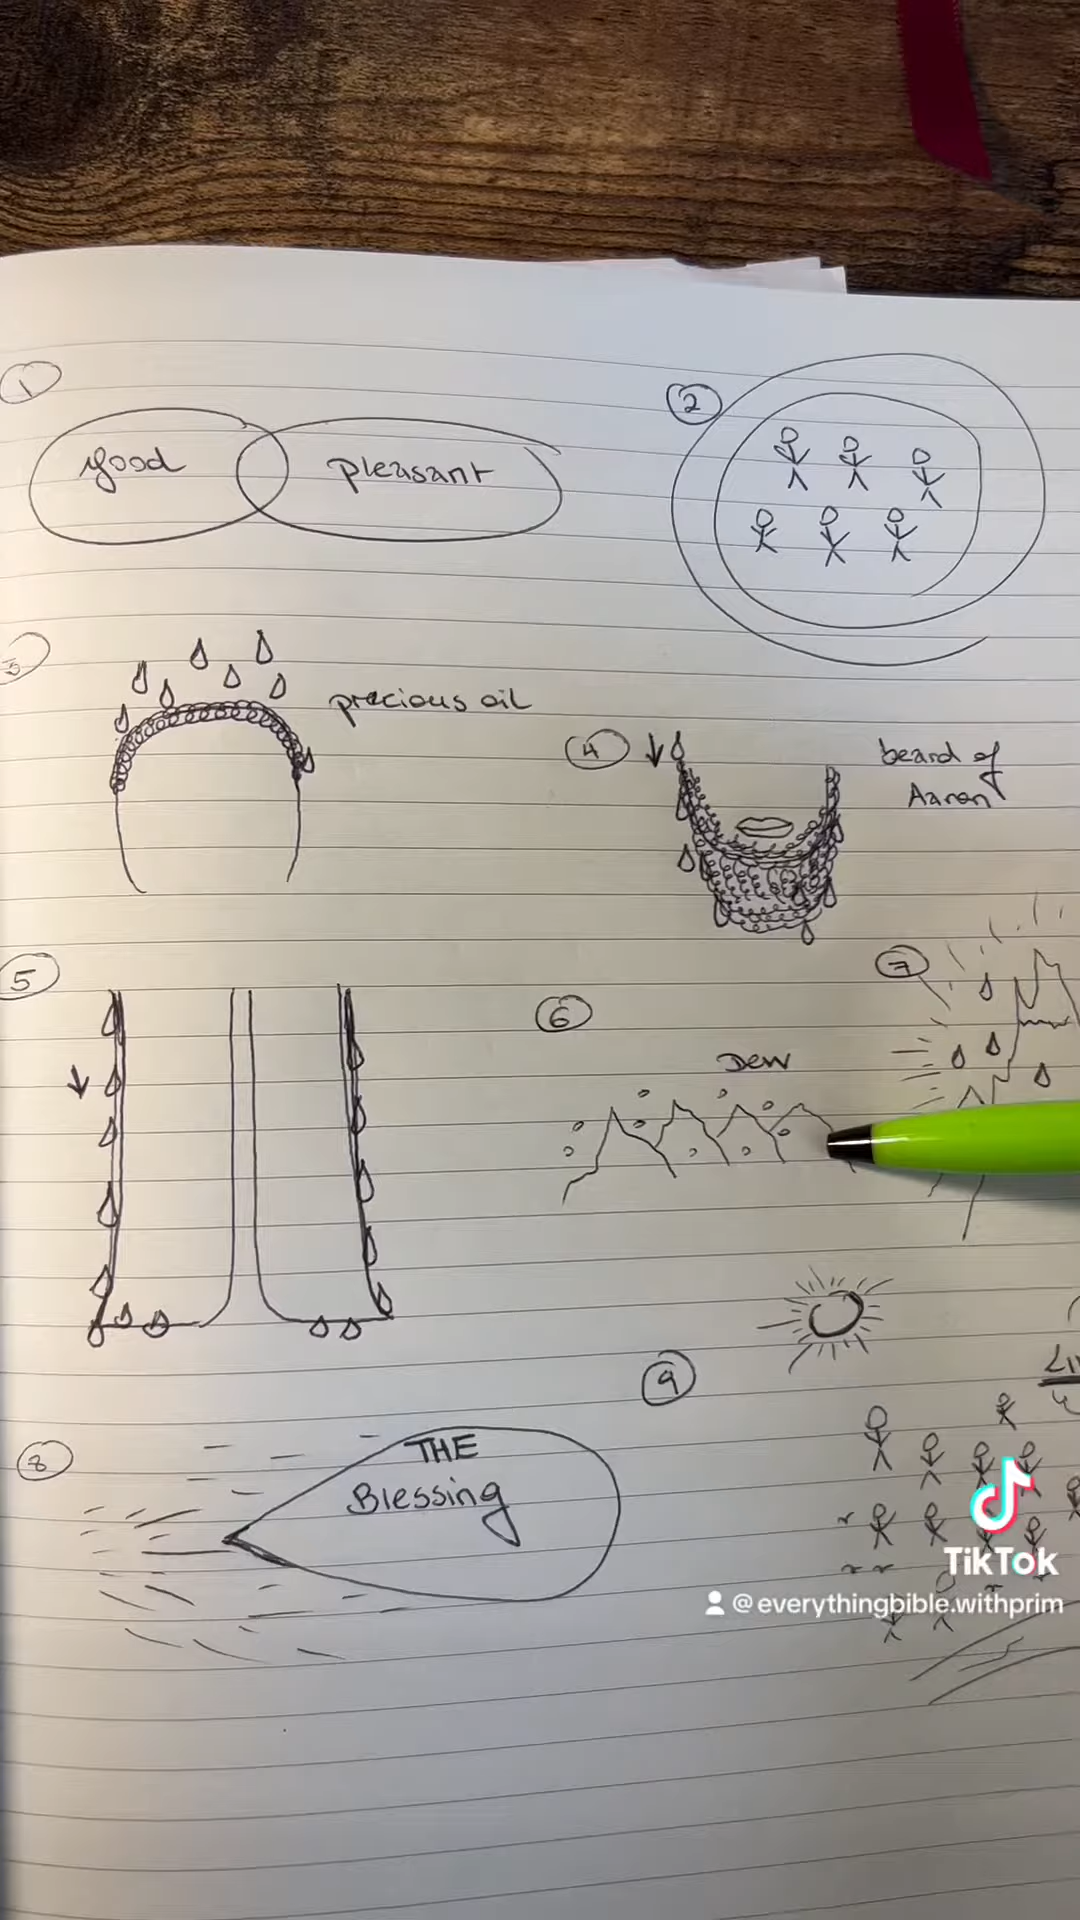 1
good
pleasant
2
3
precious oil
4
beard of
Aaron
5
6
Dew
7
8
THE
Blessing
9
TikTok
@everythingbible.withprim